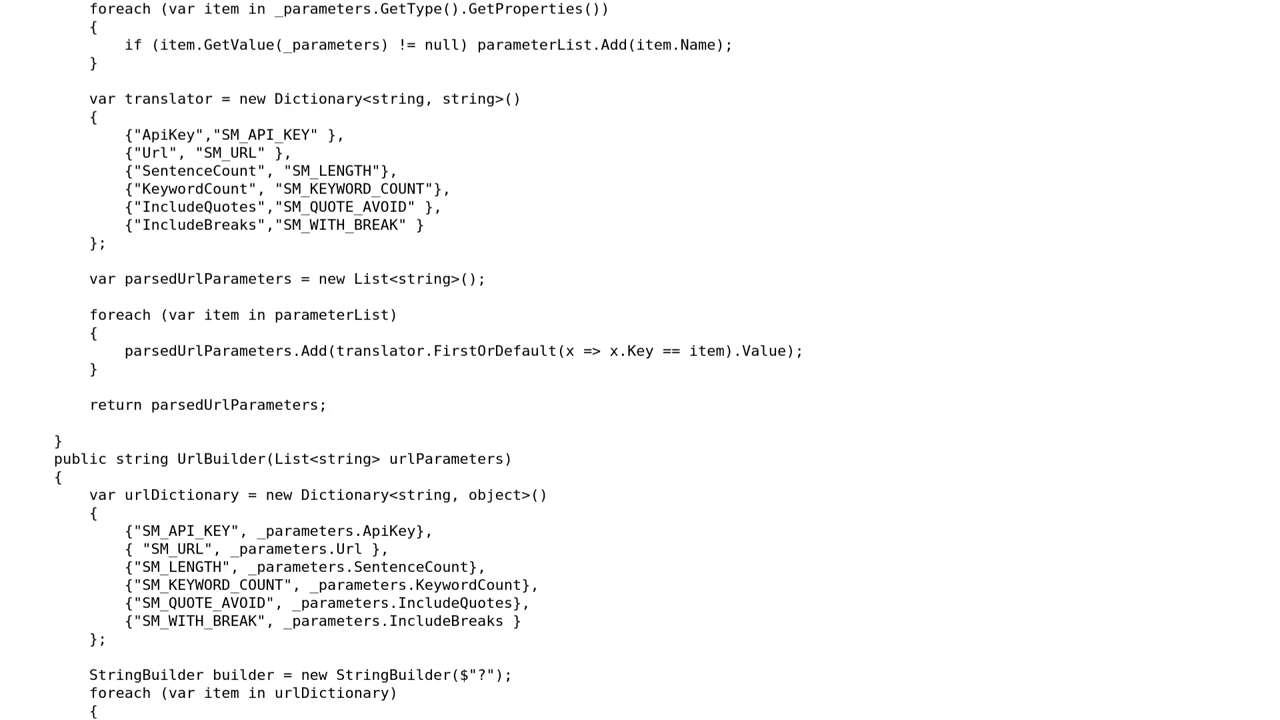 foreach (var item in _parameters.GetType().GetProperties())
{
if (item.GetValue(_parameters) != null) parameterList.Add(item.Name);
}
var translator = new Dictionary<string, string>()
{
{"ApiKey","SM_API_KEY" },
{"Url", "SM_URL" },
{"SentenceCount", "SM_LENGTH"},
{"KeywordCount", "SM_KEYWORD_COUNT"},
{"IncludeQuotes","SM_QUOTE_AVOID" },
{"IncludeBreaks","SM_WITH_BREAK" }
};
var parsedUrlParameters = new List<string>();
foreach (var item in parameterList)
{
parsedUrlParameters.Add(translator.FirstOrDefault(x => x.Key == item).Value);
}
return parsedUrlParameters;
}
public string UrlBuilder(List<string> urlParameters)
{
var urlDictionary = new Dictionary<string, object>()
{
{"SM_API_KEY", _parameters.ApiKey},
{ "SM_URL", _parameters.Url },
{"SM_LENGTH", _parameters.SentenceCount},
{"SM_KEYWORD_COUNT", _parameters.KeywordCount},
{"SM_QUOTE_AVOID", _parameters.IncludeQuotes},
{"SM_WITH_BREAK", _parameters.IncludeBreaks }
};
StringBuilder builder = new StringBuilder($"?");
foreach (var item in urlDictionary)
{